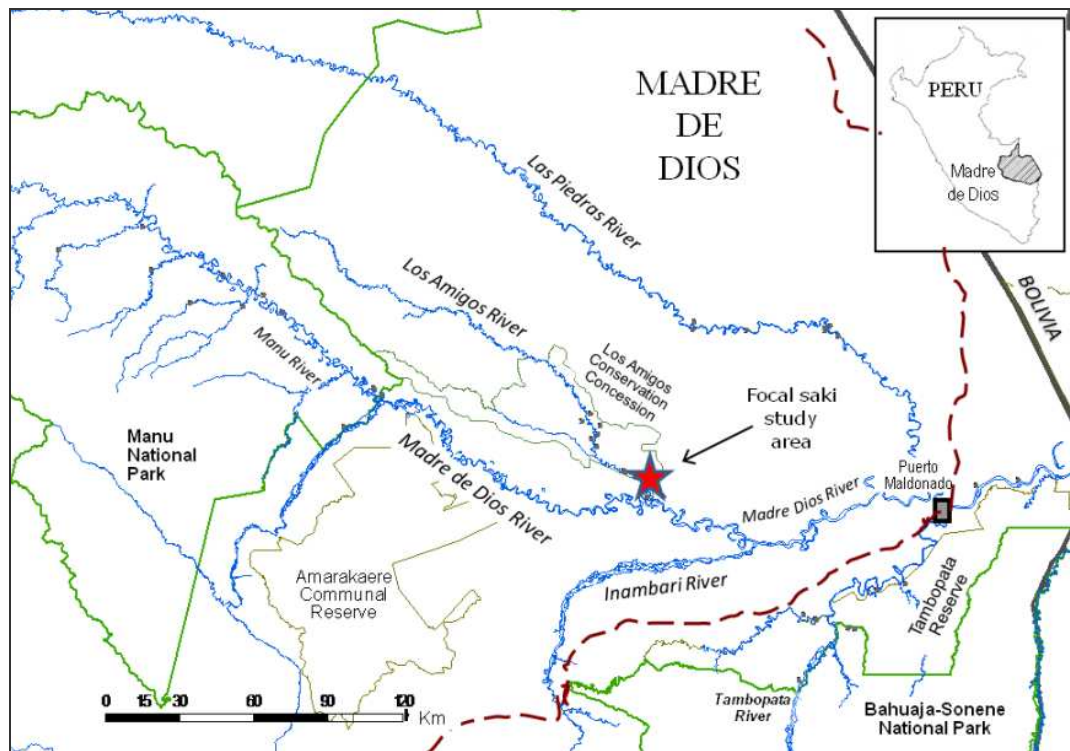 MADRE
DE
DIOS
PERU
Madre
de Dios
BOLIVIA
Las Piedras River
Los Amigos River
Manu River
Los Amigos
Conservation
Concession
Focal saki
study
area
Manu
National
Park
Madre de Dios River
Madre Dios River
Puerto
Maldonado
Amarakaere
Communal
Reserve
Inambari River
Tambopata
Reserve
Tambopata
River
Bahuaja-Sonene
National Park
0 15 30 60 90 120
Km